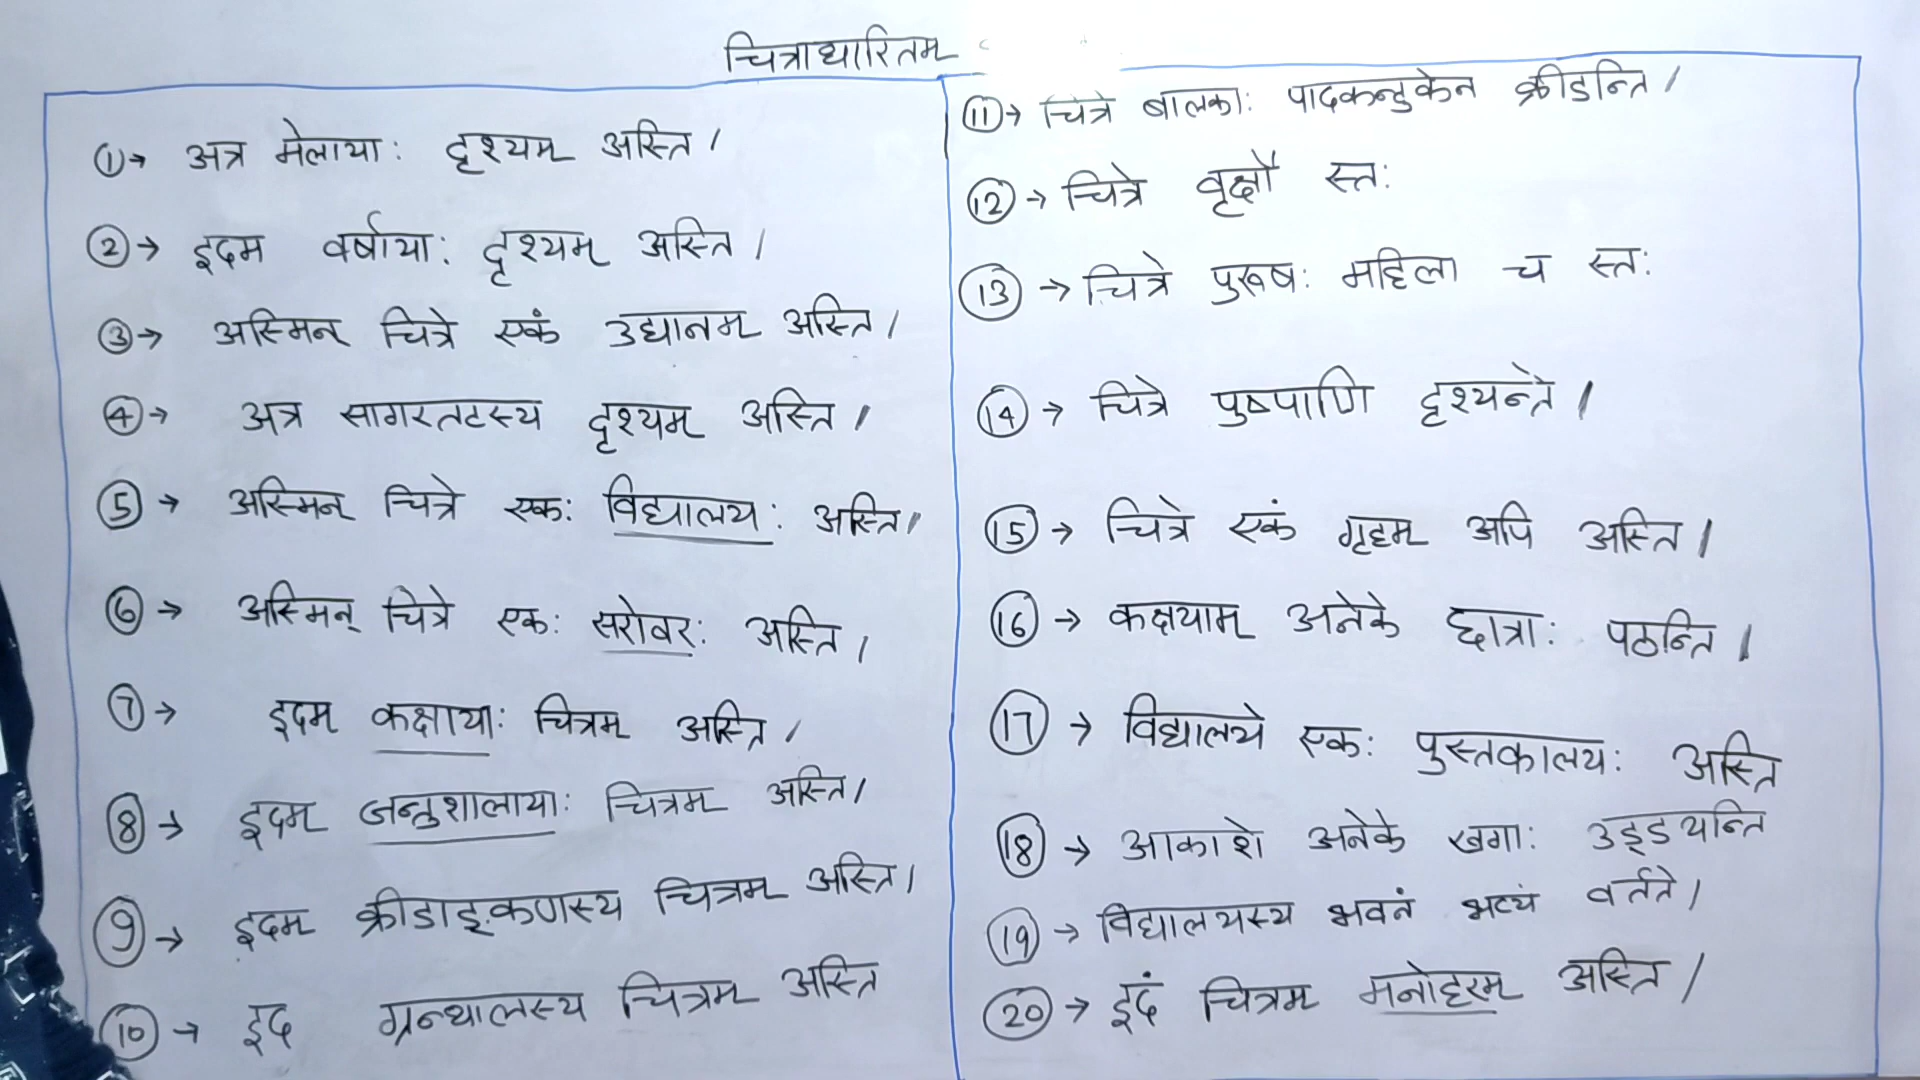 चित्राधारितम्
① → अत्र मेलायाः दृश्यम् अस्ति ।
② → इदम वर्षायाः दृश्यम् अस्ति ।
③ → अस्मिन् चित्रे एकं उद्यानम् अस्ति ।
④ → अत्र सागरतटस्य दृश्यम् अस्ति ।
⑤ → अस्मिन् चित्रे एकः विद्यालयः अस्ति ।
⑥ → अस्मिन् चित्रे एकः सरोवरः अस्ति ।
⑦ → इदम् कक्षायाः चित्रम् अस्ति ।
⑧ → इदम् जन्तुशालायाः चित्रम् अस्ति ।
⑨ → इदम् क्रीडाङ्कणस्य चित्रम् अस्ति ।
⑩ → इद ग्रन्थालस्य चित्रम् अस्ति
⑪ → चित्रे बालकाः पादकन्दुकेन क्रीडन्ति ।
⑫ → चित्रे वृक्षौ स्तः
⑬ → चित्रे पुरूषः महिला च स्तः
⑭ → चित्रे पुष्पाणि दृश्यन्ते ।
⑮ → चित्रे एकं गृहम् अपि अस्ति ।
⑯ → कक्षयाम् अनेके छात्राः पठन्ति ।
⑰ → विद्यालये एकः पुस्तकालयः अस्ति
⑱ → आकाशे अनेके खगाः उड्डयन्ति
⑲ → विद्यालयस्य भवनं भव्यं वर्तते ।
⑳ → इदं चित्रम् मनोहरम् अस्ति ।